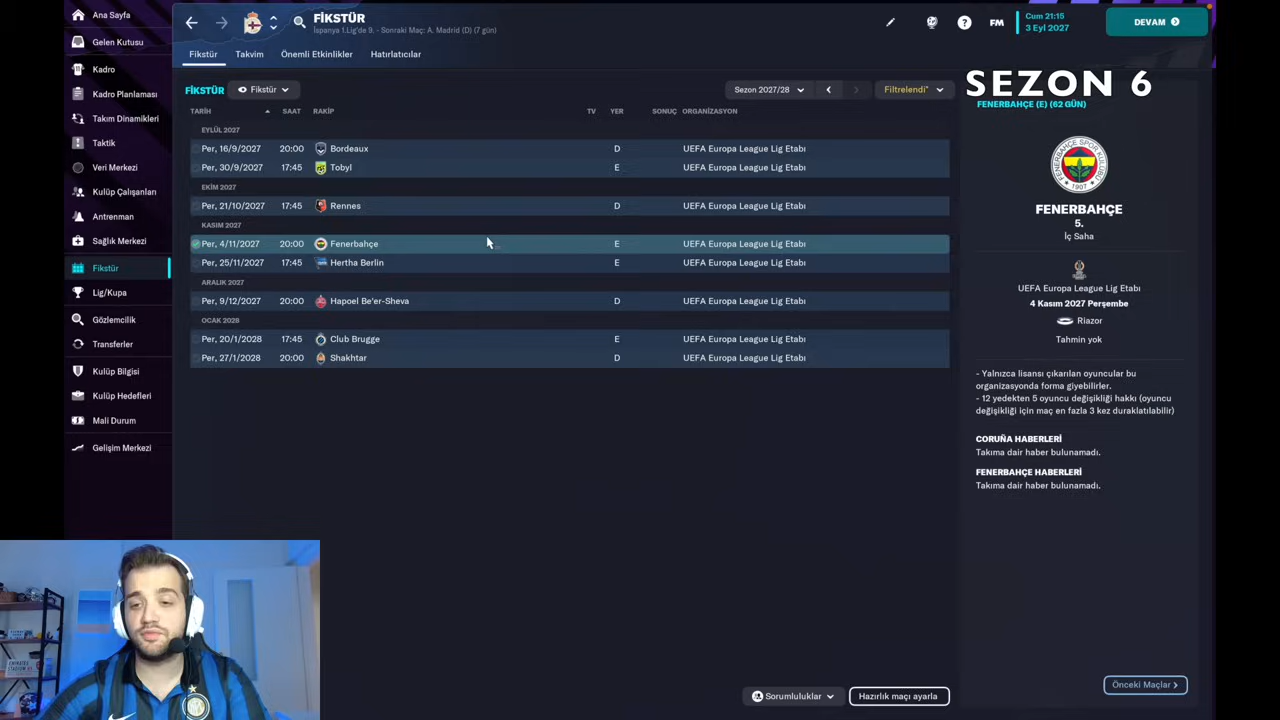 Ana Sayfa
Gelen Kutusu
Kadro
Kadro Planlaması
Takım Dinamikleri
Taktik
Veri Merkezi
Kulüp Çalışanları
Antrenman
Sağlık Merkezi
Fikstür
Lig/Kupa
Gözlemcilik
Transferler
Kulüp Bilgisi
Kulüp Hedefleri
Mali Durum
Gelişim Merkezi
FİKSTÜR
İspanya 1.Lig'de 9. - Sonraki Maç: A. Madrid (D) (7 gün)
FM
Cum 21:15
3 Eyl 2027
DEVAM
Fikstür Takvim Önemli Etkinlikler Hatırlatıcılar
FİKSTÜR Fikstür Sezon 2027/28 Filtrelendi*
TARİH SAAT RAKİP TV YER SONUÇ ORGANİZASYON
EYLÜL 2027
Per, 16/9/2027 20:00 Bordeaux D UEFA Europa League Lig Etabı
Per, 30/9/2027 17:45 Tobyl E UEFA Europa League Lig Etabı
EKİM 2027
Per, 21/10/2027 17:45 Rennes D UEFA Europa League Lig Etabı
KASIM 2027
Per, 4/11/2027 20:00 Fenerbahçe E UEFA Europa League Lig Etabı
Per, 25/11/2027 17:45 Hertha Berlin E UEFA Europa League Lig Etabı
ARALIK 2027
Per, 9/12/2027 20:00 Hapoel Be'er-Sheva D UEFA Europa League Lig Etabı
OCAK 2028
Per, 20/1/2028 17:45 Club Brugge E UEFA Europa League Lig Etabı
Per, 27/1/2028 20:00 Shakhtar D UEFA Europa League Lig Etabı
SEZON 6
FENERBAHÇE (E) (62 GÜN)
FENERBAHÇE SPOR KULÜBÜ
1907
FENERBAHÇE
5.
İç Saha
UEFA Europa League Lig Etabı
4 Kasım 2027 Perşembe
Riazor
Tahmin yok
- Yalnızca lisansı çıkarılan oyuncular bu
organizasyonda forma giyebilirler.
- 12 yedekten 5 oyuncu değişikliği hakkı (oyuncu
değişikliği için maç en fazla 3 kez duraklatılabilir)
CORUÑA HABERLERİ
Takıma dair haber bulunamadı.
FENERBAHÇE HABERLERİ
Takıma dair haber bulunamadı.
Önceki Maçlar
Sorumluluklar
Hazırlık maçı ayarla